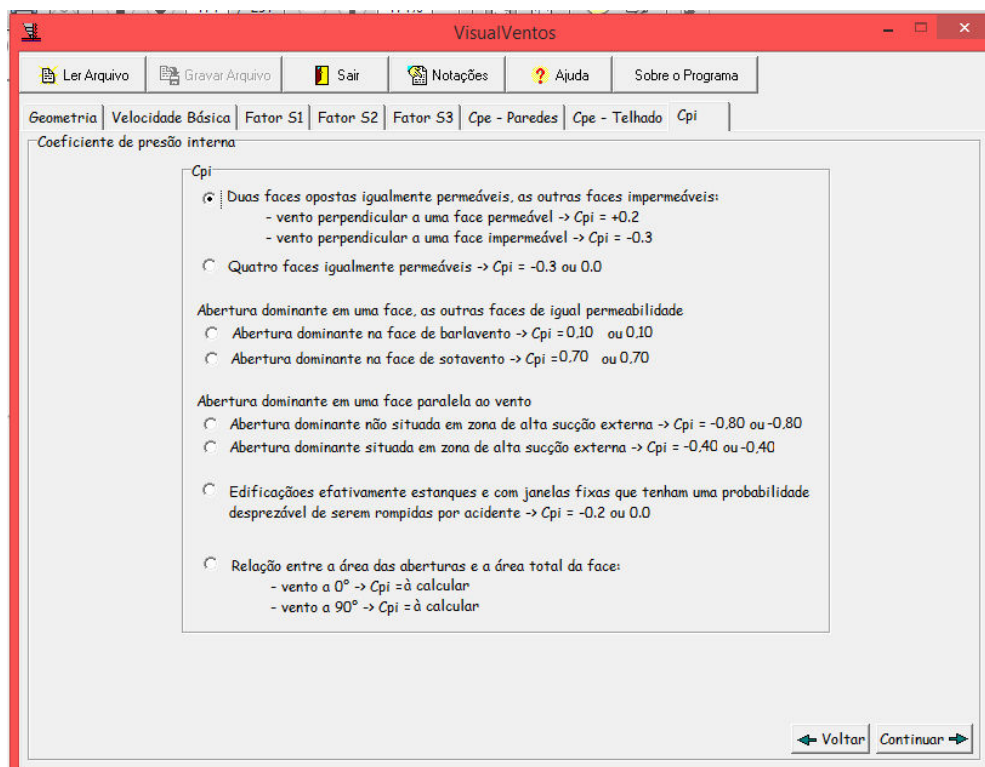 VisualVentos
Ler Arquivo Gravar Arquivo Sair Notações Ajuda Sobre o Programa
Geometria Velocidade Básica Fator S1 Fator S2 Fator S3 Cpe - Paredes Cpe - Telhado Cpi
Coeficiente de presão interna
Cpi
Duas faces opostas igualmente permeáveis, as outras faces impermeáveis:
- vento perpendicular a uma face permeável -> Cpi = +0.2
- vento perpendicular a uma face impermeável -> Cpi = -0.3
Quatro faces igualmente permeáveis -> Cpi = -0.3 ou 0.0
Abertura dominante em uma face, as outras faces de igual permeabilidade
Abertura dominante na face de barlavento -> Cpi = 0,10 ou 0,10
Abertura dominante na face de sotavento -> Cpi =0,70 ou 0,70
Abertura dominante em uma face paralela ao vento
Abertura dominante não situada em zona de alta sucção externa -> Cpi = -0,80 ou -0,80
Abertura dominante situada em zona de alta sucção externa -> Cpi = -0,40 ou -0,40
Edificaçãoes efativamente estanques e com janelas fixas que tenham uma probabilidade
desprezável de serem rompidas por acidente -> Cpi = -0.2 ou 0.0
Relação entre a área das aberturas e a área total da face:
- vento a 0° -> Cpi =à calcular
- vento a 90° -> Cpi = à calcular
Voltar Continuar